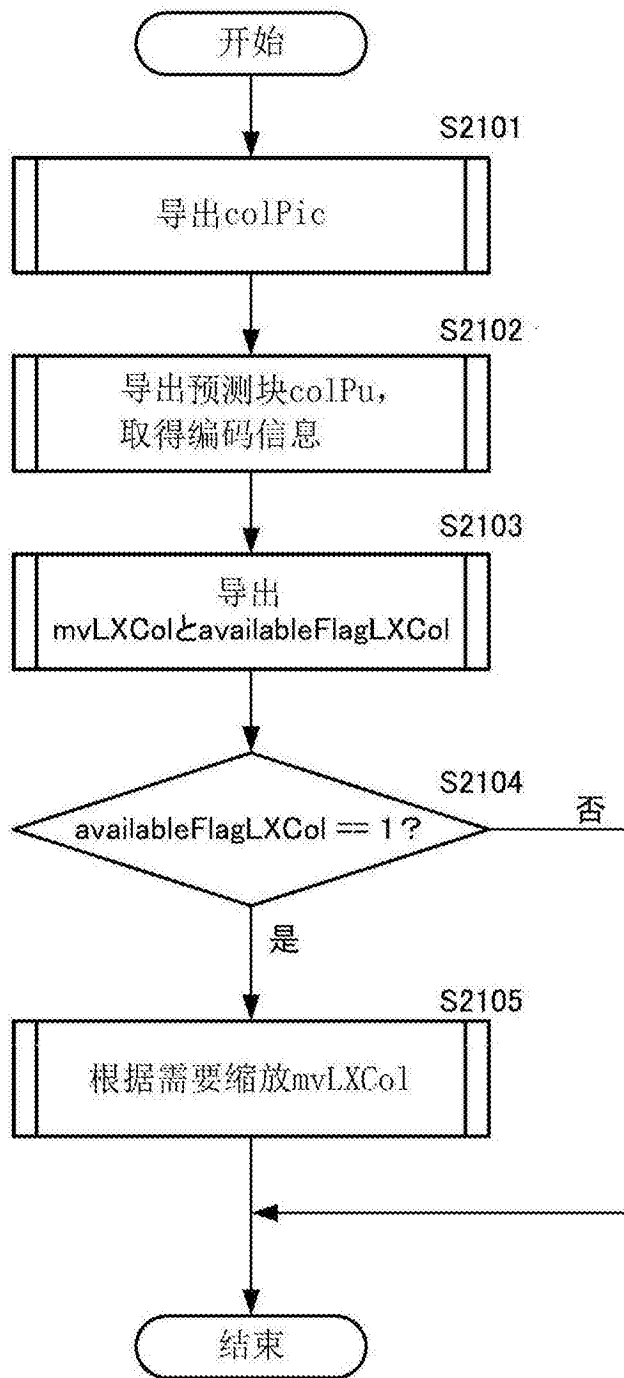 开始
S2101
导出colPic
S2102
导出预测块colPu，
取得编码信息
S2103
导出
mvLXColとavailableFlagLXCol
S2104
availableFlagLXCol == 1？
否
是
S2105
根据需要缩放mvLXCol
结束